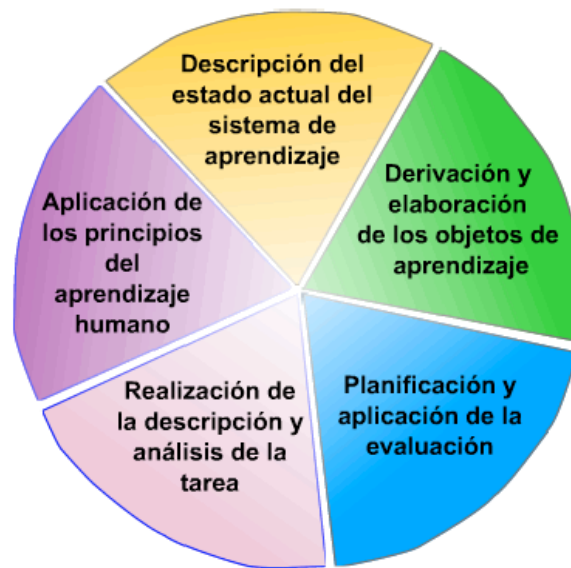 Descripción del
estado actual del
sistema de
aprendizaje
Derivación y
elaboración
de los objetos de
aprendizaje
Planificación y
aplicación de la
evaluación
Realización de
la descripción y
análisis de la
tarea
Aplicación de
los principios
del
aprendizaje
humano